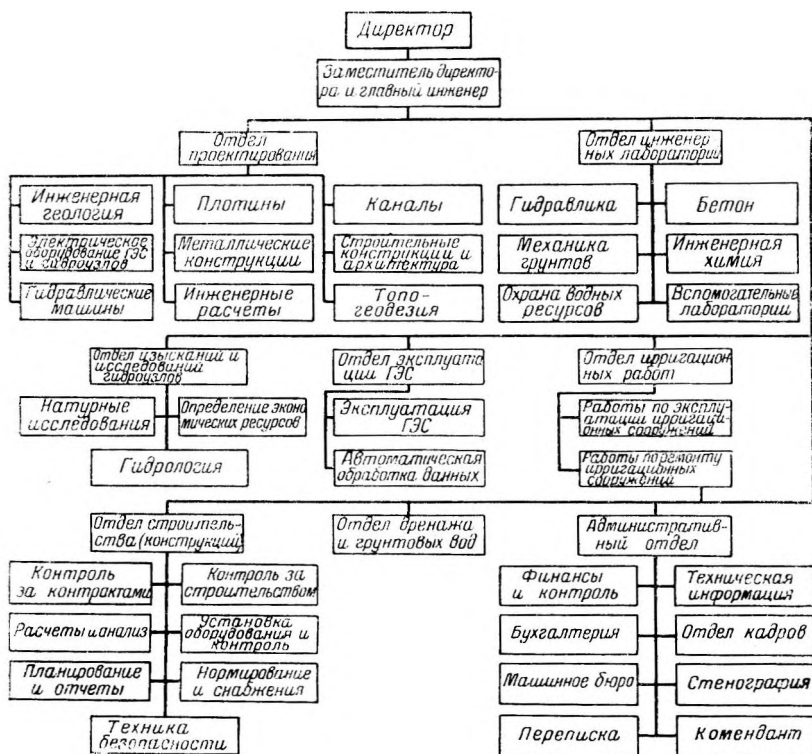 Директор
Заместитель директо-
ра и главный инженер
Отдел
проектирования
Отдел инженер
ных лабораторий
Инженерная
геология
Плотины
Каналы
Гидравлика
Бетон
Электрическое
оборудование ГЭС
и гидроузлов
Металлические
конструкции
Строительные
конструкции и
архитектура
Механика
грунтов
Инженерная
химия
Гидравлические
машины
Инженерные
расчеты
Топо-
геодезия
Охрана водных
ресурсов
Вспомогательные
лаборатории
Отдел изысканий и
исследований
гидроузлов
Отдел эксплуата
ции ГЭС
Отдел ирригацион
ных работ
Натурные
исследования
Определение эконо
мических ресурсов
Эксплуатация
ГЭС
Работы по эксплу-
атации ирригаци-
онных сооружений
Гидрология
Автоматическая
обработка данных
Работы по ремонту
ирригационных
сооружений
Отдел строитель-
ства (конструкций)
Отдел дренажа
и грунтовых вод
Административ-
ный отдел
Контроль
за контрактами
Контроль за
строительством
Финансы
и контроль
Техническая
информация
Расчеты и анализ
Установка
оборудования и
контроль
Бухгалтерия
Отдел кадров
Планирование
и отчеты
Нормирование
и снабжения
Машинное бюро
Стенография
Техника
безопасности
Переписка
Комендант